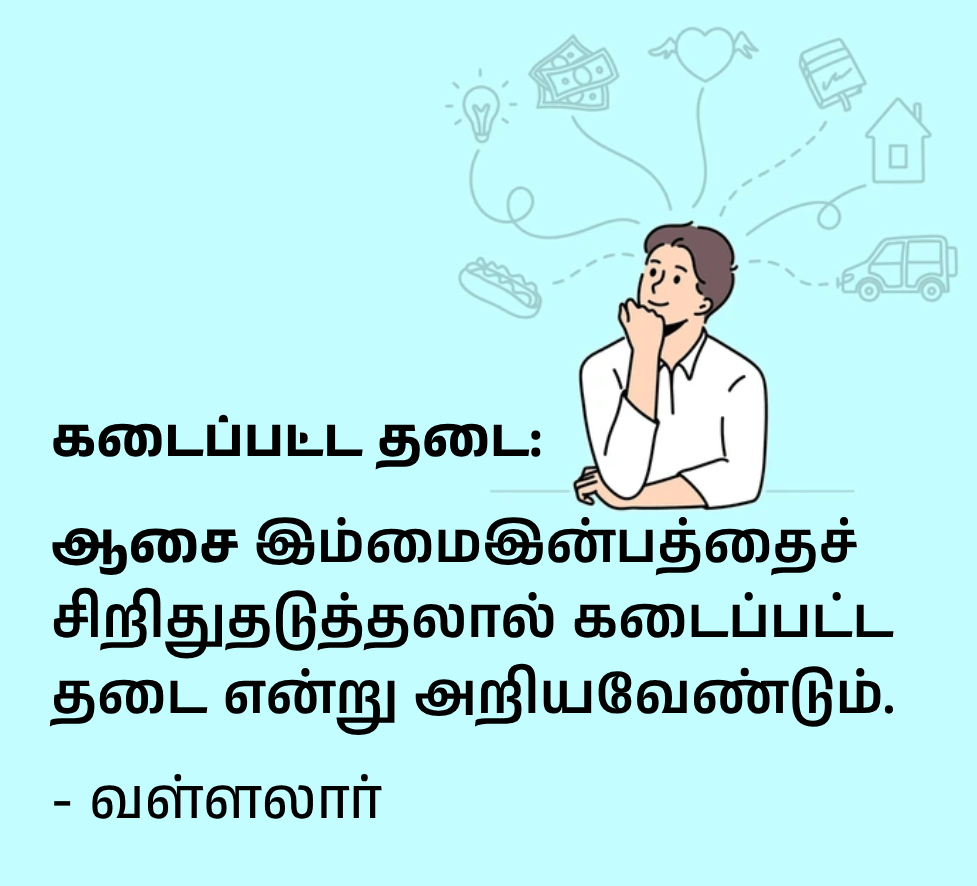 கடைப்பட்ட தடை:
ஆசை இம்மைஇன்பத்தைச்
சிறிதுதடுத்தலால் கடைப்பட்ட
தடை என்று அறியவேண்டும்.
- வள்ளலார்